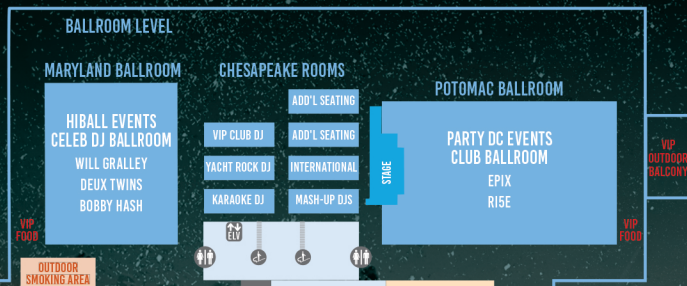 BALLROOM LEVEL
MARYLAND BALLROOM
HIBALL EVENTS
CELEB DJ BALLROOM
WILL GRALLEY
DEUX TWINS
BOBBY HASH
VIP
FOOD
OUTDOOR
SMOKING AREA
CHESAPEAKE ROOMS
ADD'L SEATING
VIP CLUB DJ
ADD'L SEATING
YACHT ROCK DJ
INTERNATIONAL
KARAOKE DJ
MASH-UP DJS
ELV
STAGE
POTOMAC BALLROOM
PARTY DC EVENTS
CLUB BALLROOM
EPIX
RI5E
VIP
OUTDOOR
BALCONY
VIP
FOOD